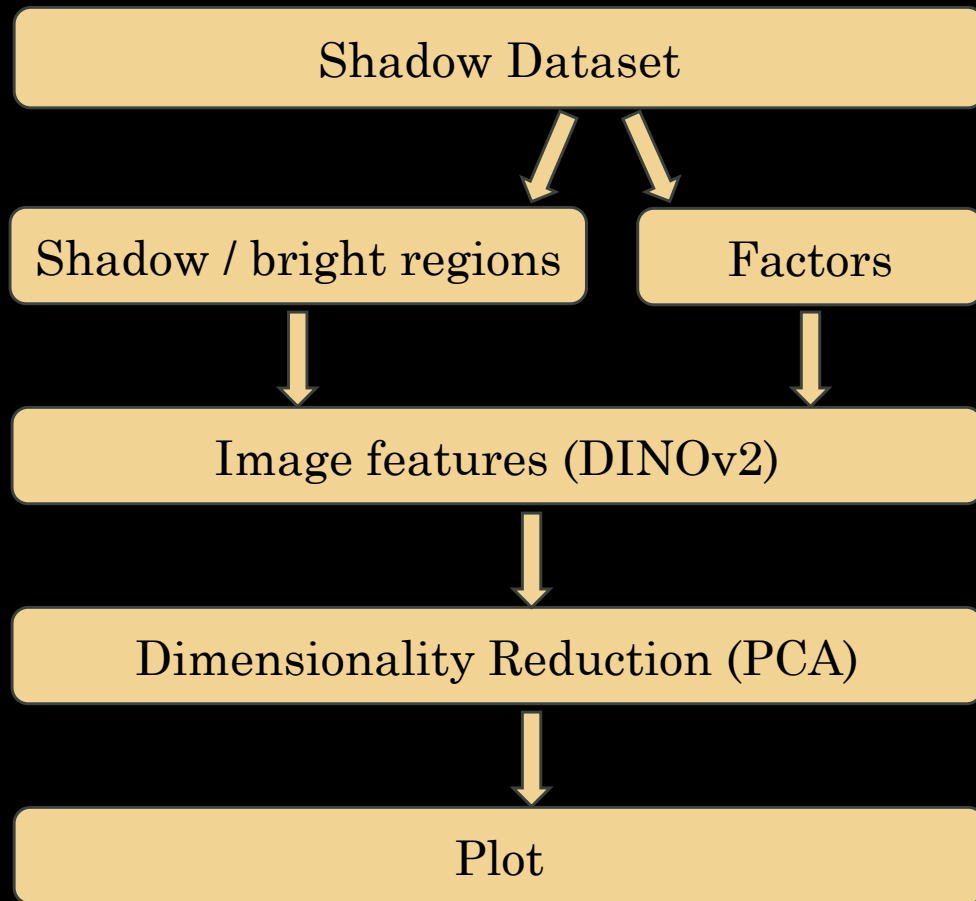 Shadow Dataset
Shadow / bright regions
Factors
Image features (DINOv2)
Dimensionality Reduction (PCA)
Plot